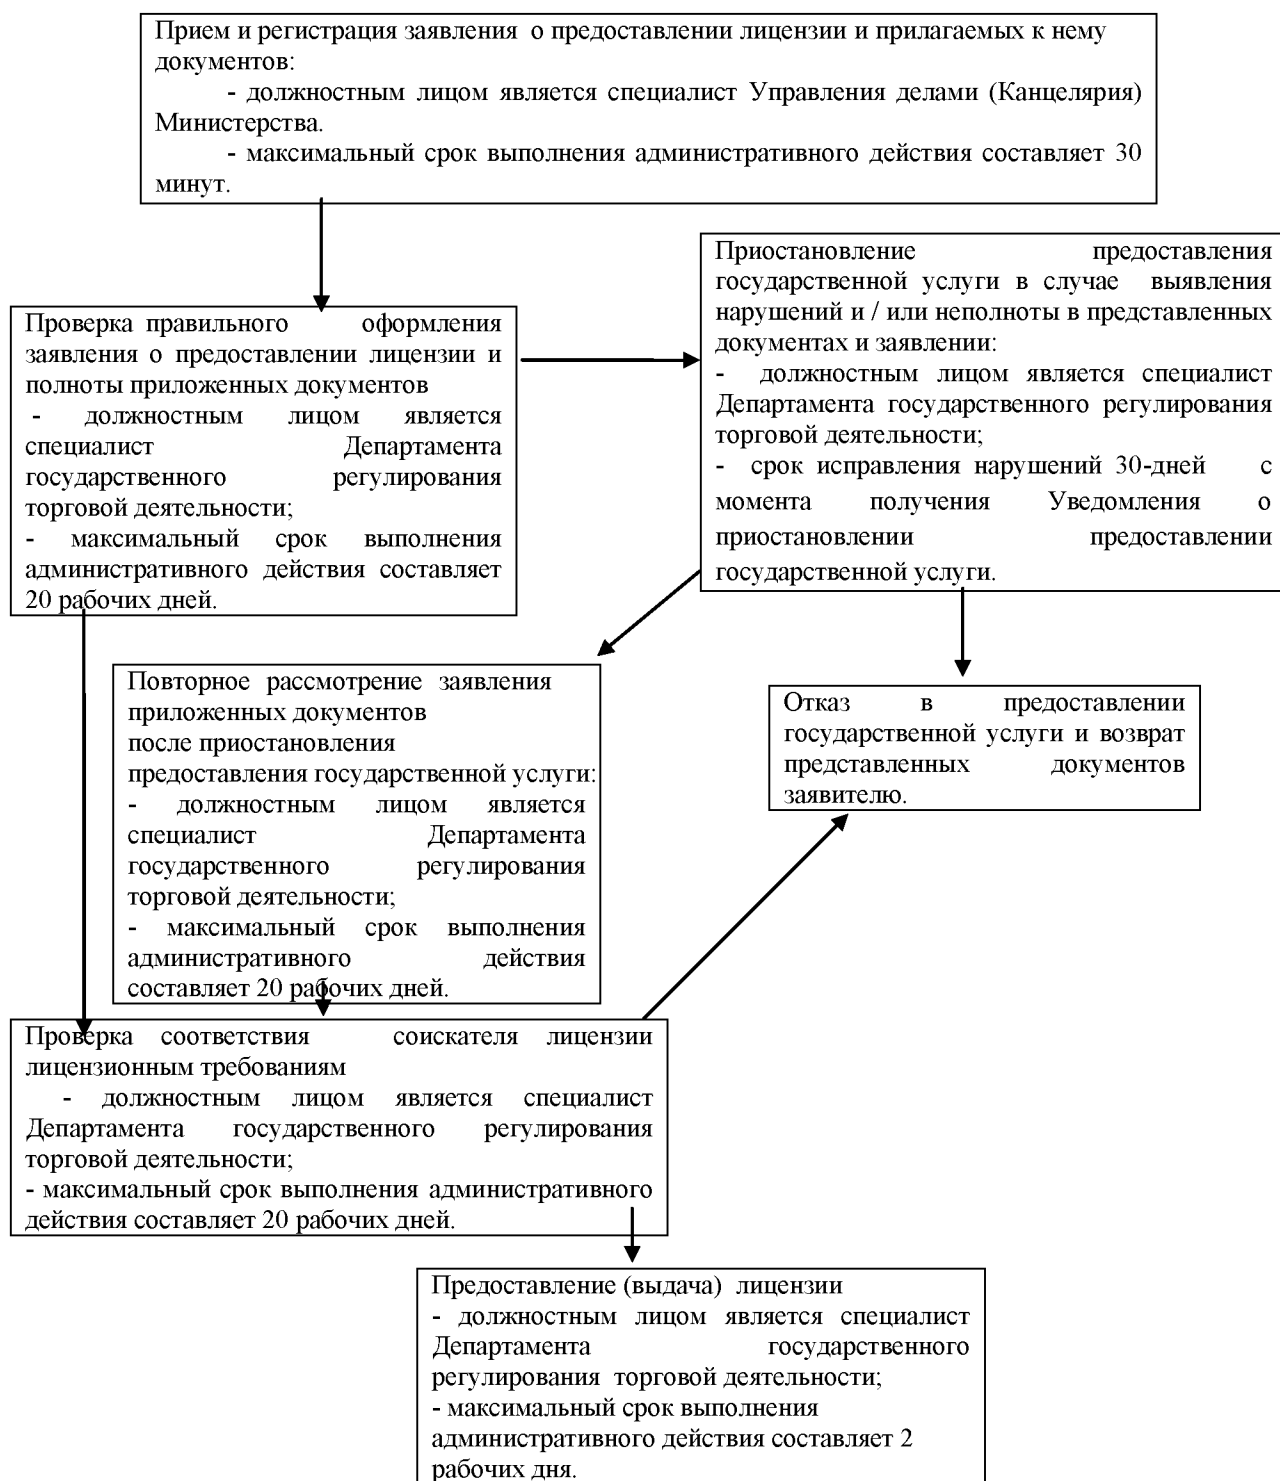 Прием и регистрация заявления о предоставлении лицензии и прилагаемых к нему
документов:
- должностным лицом является специалист Управления делами (Канцелярия)
Министерства.
- максимальный срок выполнения административного действия составляет 30
минут.
Проверка правильного оформления
заявления о предоставлении лицензии и
полноты приложенных документов
- должностным лицом является
специалист Департамента
государственного регулирования
торговой деятельности;
- максимальный срок выполнения
административного действия составляет
20 рабочих дней.
Приостановление предоставления
государственной услуги в случае выявления
нарушений и / или неполноты в представленных
документах и заявлении:
- должностным лицом является специалист
Департамента государственного регулирования
торговой деятельности;
- срок исправления нарушений 30-дней с
момента получения Уведомления о
приостановлении предоставлении
государственной услуги.
Повторное рассмотрение заявления
приложенных документов
после приостановления
предоставления государственной услуги:
- должностным лицом является
специалист Департамента
государственного регулирования
торговой деятельности;
- максимальный срок выполнения
административного действия
составляет 20 рабочих дней.
Отказ в предоставлении
государственной услуги и возврат
представленных документов
заявителю.
Проверка соответствия соискателя лицензии
лицензионным требованиям
- должностным лицом является специалист
Департамента государственного регулирования
торговой деятельности;
- максимальный срок выполнения административного
действия составляет 20 рабочих дней.
Предоставление (выдача) лицензии
- должностным лицом является специалист
Департамента государственного
регулирования торговой деятельности;
- максимальный срок выполнения
административного действия составляет 2
рабочих дня.